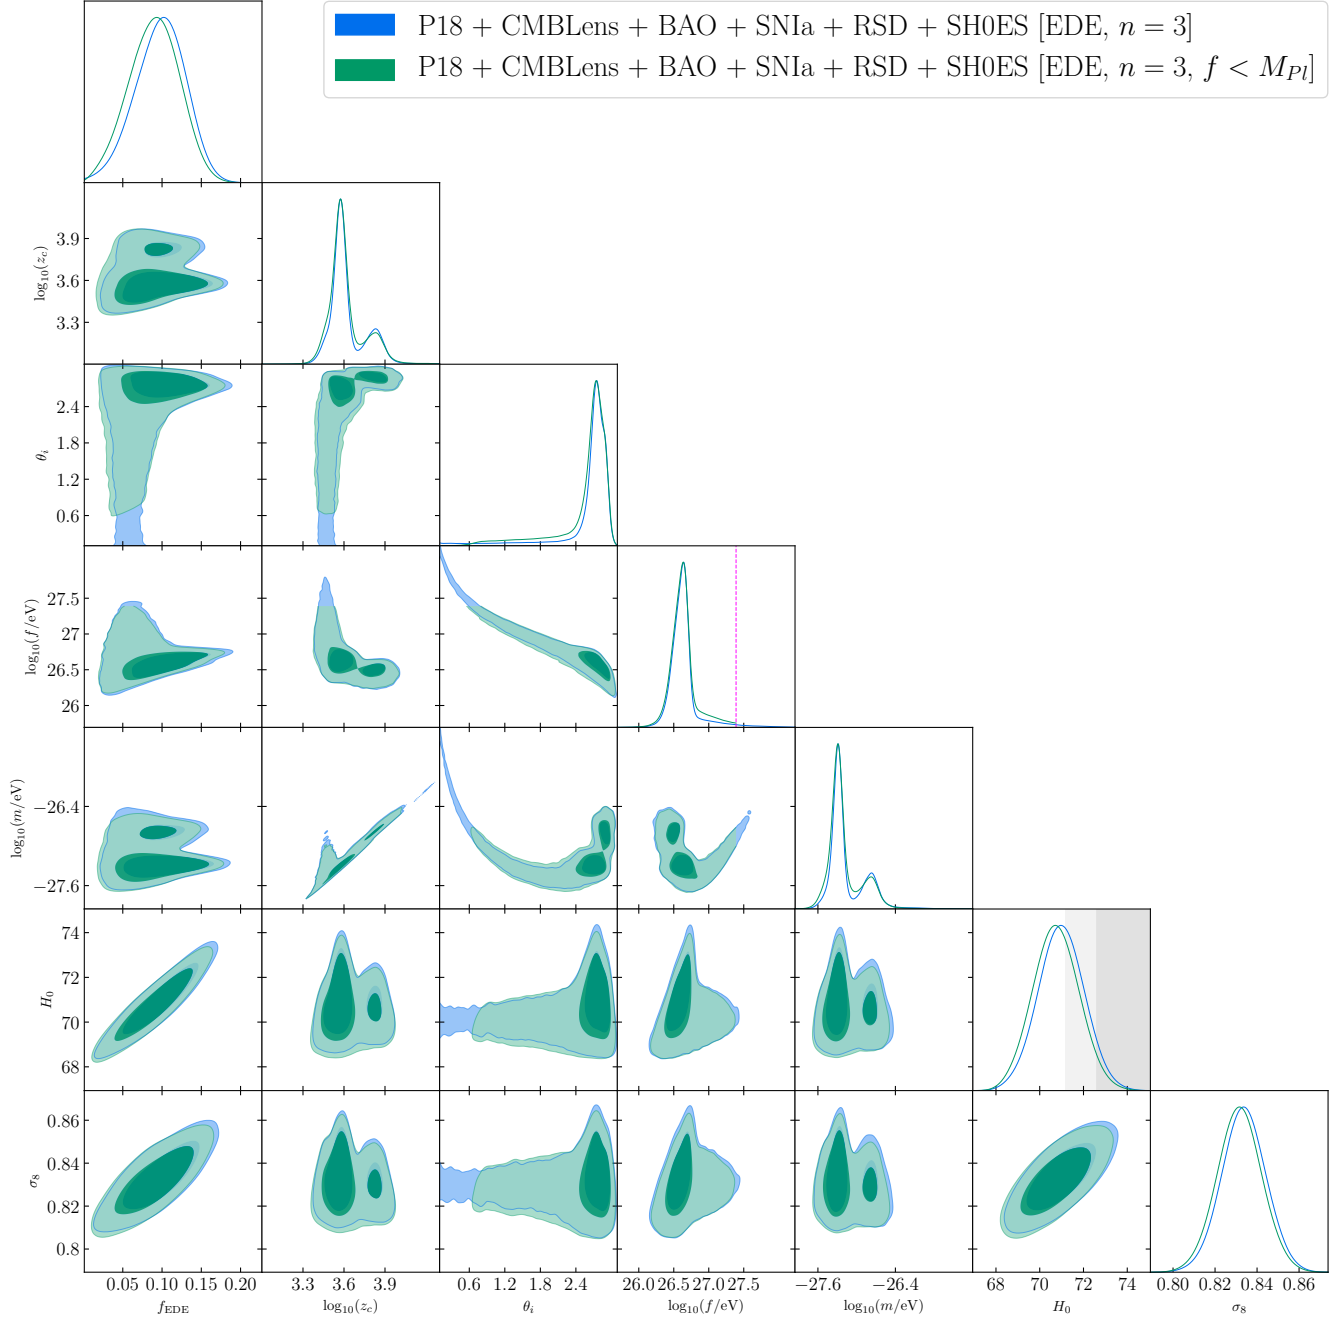 P18 + CMBLens + BAO + SNIa + RSD + SH0ES [EDE, n = 3]
P18 + CMBLens + BAO + SNIa + RSD + SH0ES [EDE, n = 3, f < M_{Pl}]
log₁₀(z_c)
3.9
3.6
3.3
θ_i
2.4
1.8
1.2
0.6
log₁₀(f/eV)
27.5
27
26.5
26
log₁₀(m/eV)
−26.4
−27.6
H₀
74
72
70
68
σ₈
0.86
0.84
0.82
0.8
0.05 0.10 0.15 0.20
3.3 3.6 3.9
0.6 1.2 1.8 2.4
26.0 26.5 27.0 27.5
−27.6 −26.4
68 70 72 74
0.80 0.82 0.84 0.86
f_{EDE}
log₁₀(z_c)
θ_i
log₁₀(f/eV)
log₁₀(m/eV)
H₀
σ₈